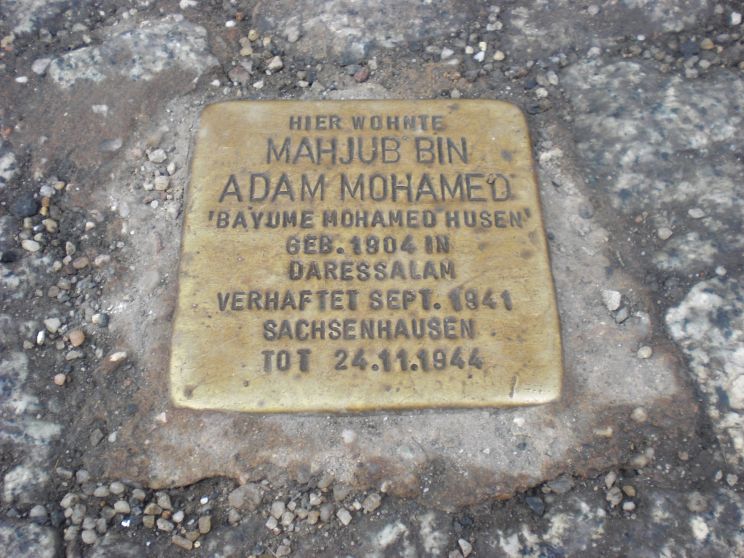 HIER WOHNTE
MAHJUB BIN
ADAM MOHAMED
'BAYUME MOHAMED HUSEN'
GEB. 1904 IN
DARESSALAM
VERHAFTET SEPT. 1941
SACHSENHAUSEN
TOT 24.11.1944